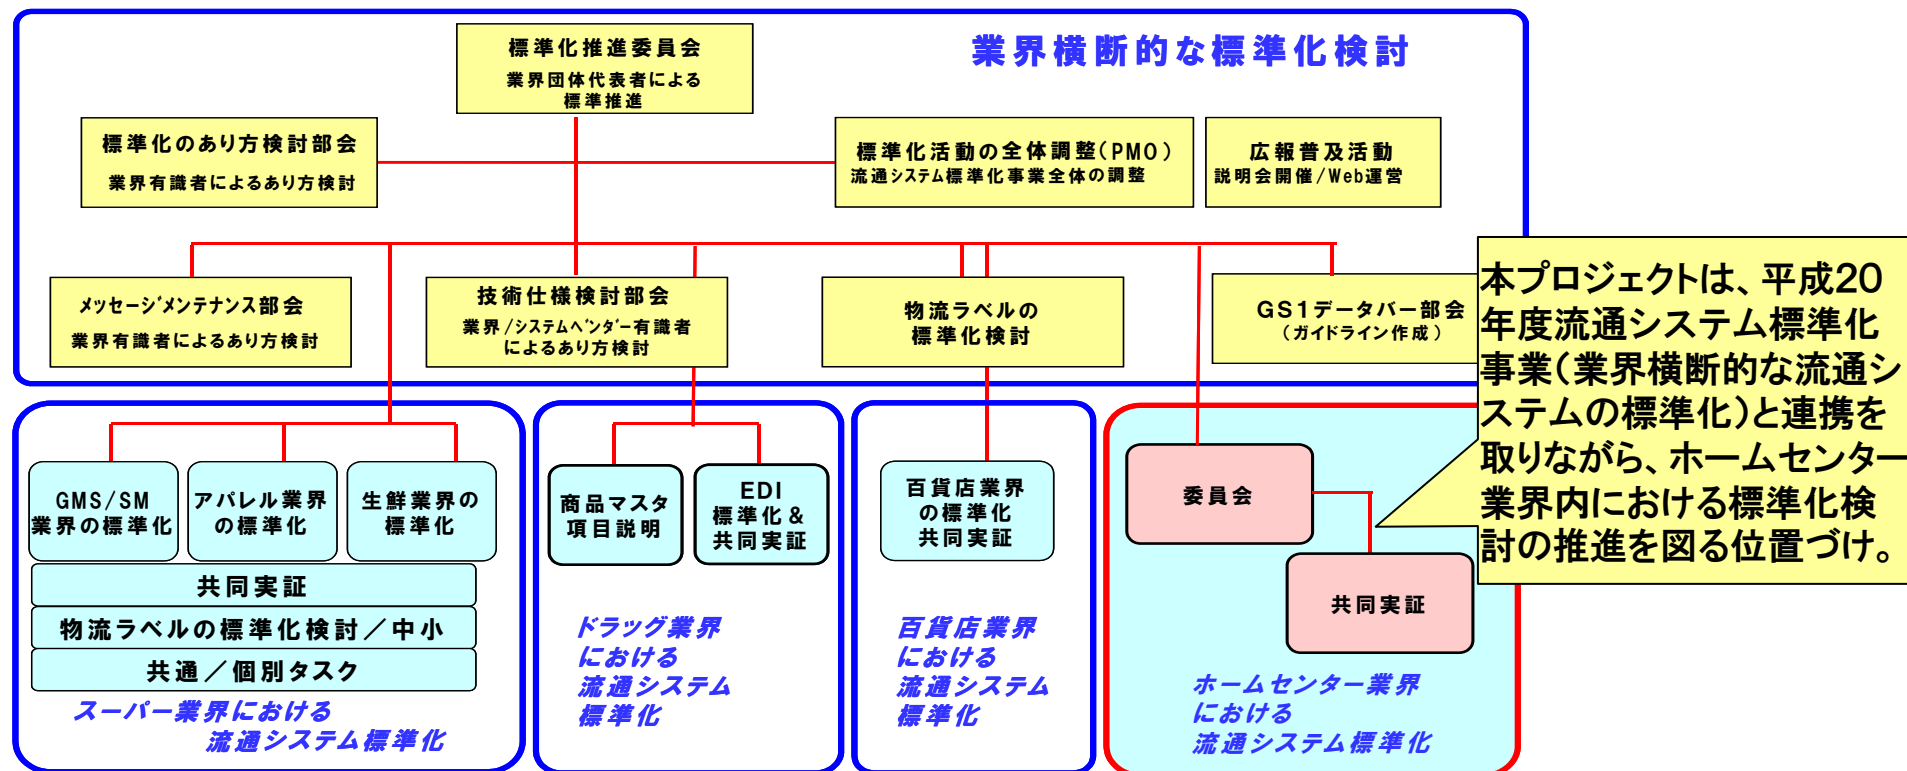 業界横断的な標準化検討
標準化推進委員会
業界団体代表者による
標準推進
標準化のあり方検討部会
業界有識者によるあり方検討
標準化活動の全体調整(PMO)
流通システム標準化事業全体の調整
広報普及活動
説明会開催/Web運営
メッセージメンテナンス部会
業界有識者によるあり方検討
技術仕様検討部会
業界/システムベンダー有識者
によるあり方検討
物流ラベルの
標準化検討
GS1データバー部会
(ガイドライン作成)
本プロジェクトは、平成20
年度流通システム標準化
事業(業界横断的な流通シ
ステムの標準化)と連携を
取りながら、ホームセンター
業界内における標準化検
討の推進を図る位置づけ。
GMS/SM
業界の標準化
アパレル業界
の標準化
生鮮業界の
標準化
共同実証
物流ラベルの標準化検討/中小
共通/個別タスク
スーパー業界における
流通システム標準化
商品マスタ
項目説明
EDI
標準化&
共同実証
ドラッグ業界
における
流通システム
標準化
百貨店業界
の標準化
共同実証
百貨店業界
における
流通システム
標準化
委員会
共同実証
ホームセンター業界
における
流通システム標準化